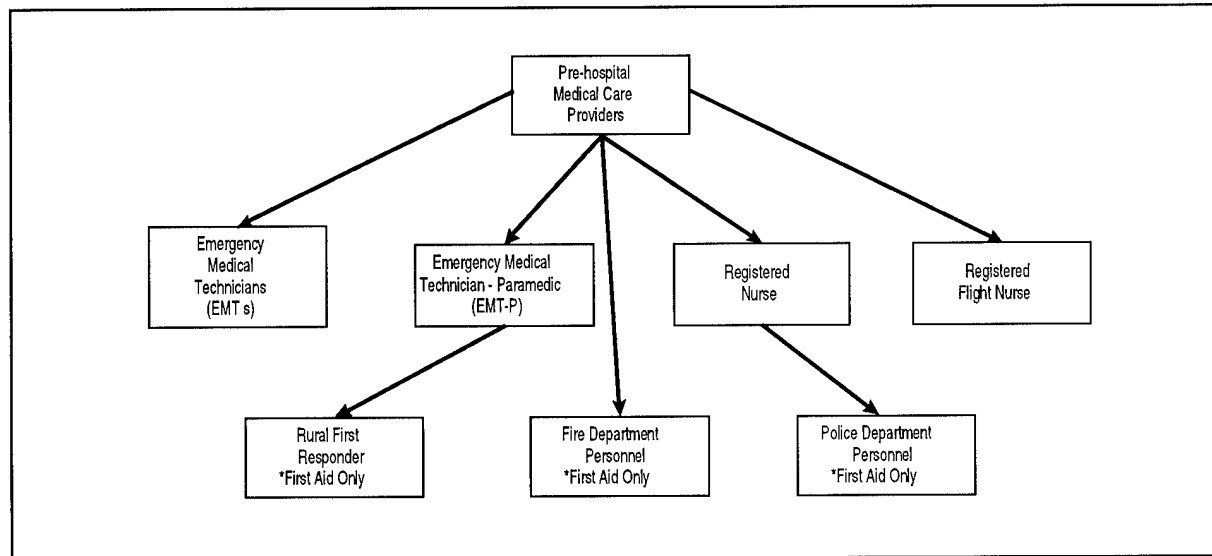 Pre-hospital
Medical Care
Providers
Emergency
Medical
Technicians
(EMT s)
Emergency Medical
Technician - Paramedic
(EMT-P)
Registered
Nurse
Registered
Flight Nurse
Rural First
Responder
*First Aid Only
Fire Department
Personnel
*First Aid Only
Police Department
Personnel
*First Aid Only